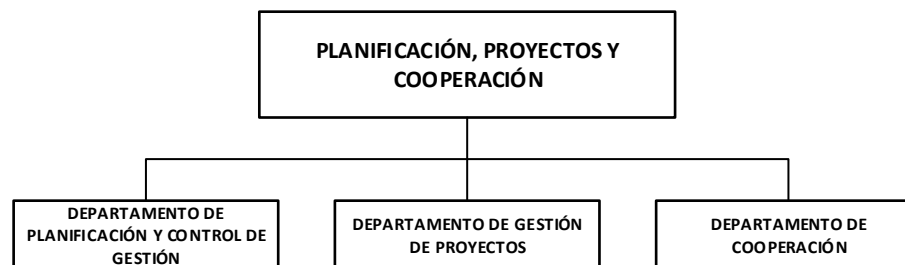 PLANIFICACIÓN, PROYECTOS Y
COOPERACIÓN
DEPARTAMENTO DE
PLANIFICACIÓN Y CONTROL DE
GESTIÓN
DEPARTAMENTO DE GESTIÓN
DE PROYECTOS
DEPARTAMENTO DE
COOPERACIÓN